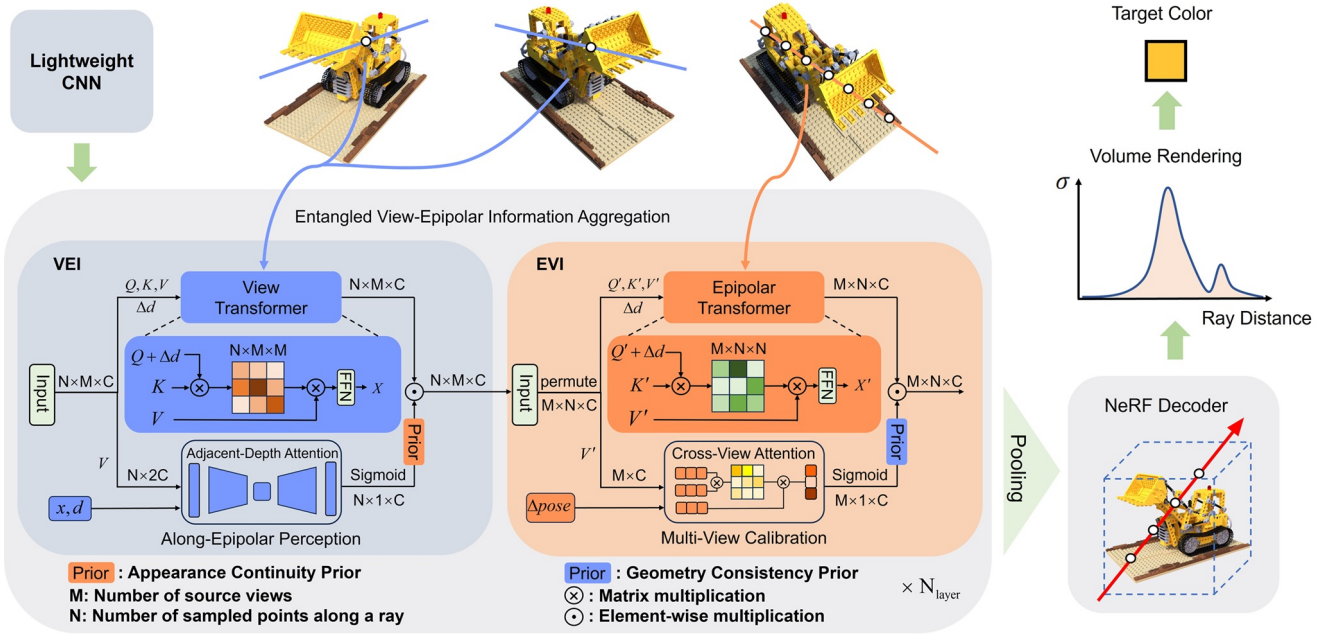 Lightweight
CNN
Target Color
Volume Rendering
σ
Ray Distance
Entangled View-Epipolar Information Aggregation
VEI
Q, K, V
Δd
View
Transformer
N×M×C
Q + Δd
N×M×M
K
V
FFN
X
Input
N×M×C
N×M×C
Prior
V
N×2C
Adjacent-Depth Attention
Sigmoid
N×1×C
x, d
Along-Epipolar Perception
EVI
Q′, K′, V′
Δd
Epipolar
Transformer
M×N×C
Q′ + Δd
M×N×N
K′
V′
FFN
X′
Input
permute
M×N×C
M×N×C
Prior
V′
M×C
Cross-View Attention
Sigmoid
M×1×C
Δpose
Multi-View Calibration
Pooling
NeRF Decoder
Prior : Appearance Continuity Prior
M: Number of source views
N: Number of sampled points along a ray
Prior : Geometry Consistency Prior
⊗ : Matrix multiplication
⊙ : Element-wise multiplication
× N_layer